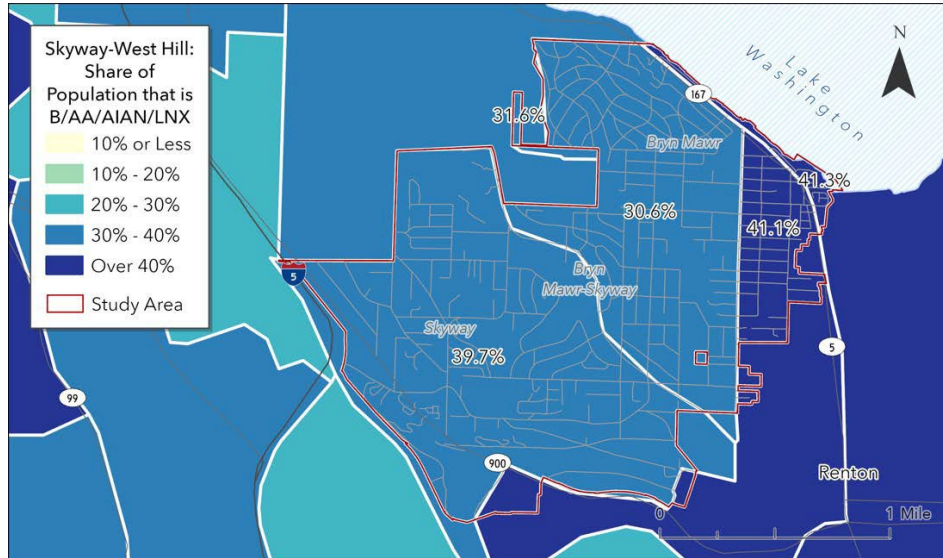 Skyway-West Hill:
Share of
Population that is
B/AA/AIAN/LNX
10% or Less
10% - 20%
20% - 30%
30% - 40%
Over 40%
Study Area
N
Lake
Washington
167
31.6%
Bryn Mawr
41.3%
30.6%
41.1%
5
Bryn
Mawr-Skyway
Skyway
39.7%
5
99
900
Renton
0
1 Mile